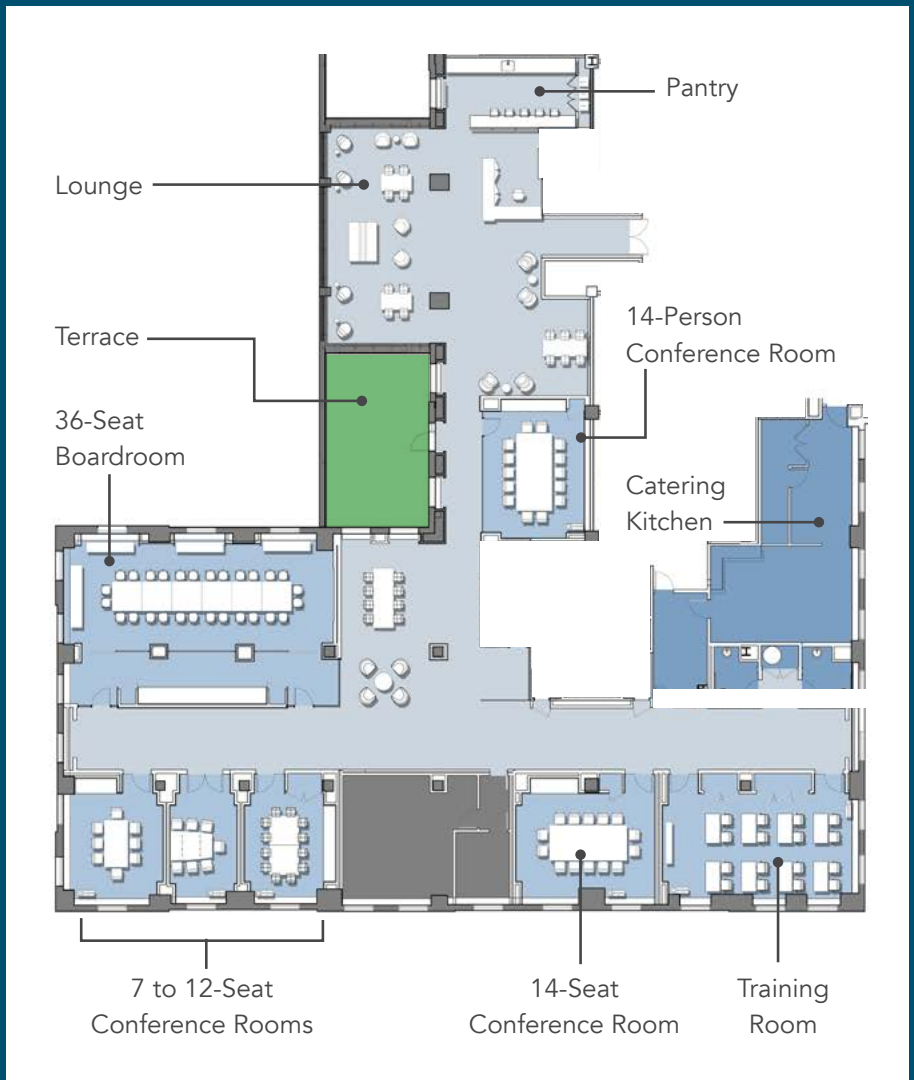 Pantry
Lounge
Terrace
14-Person
Conference Room
36-Seat
Boardroom
Catering
Kitchen
7 to 12-Seat
Conference Rooms
14-Seat
Conference Room
Training
Room